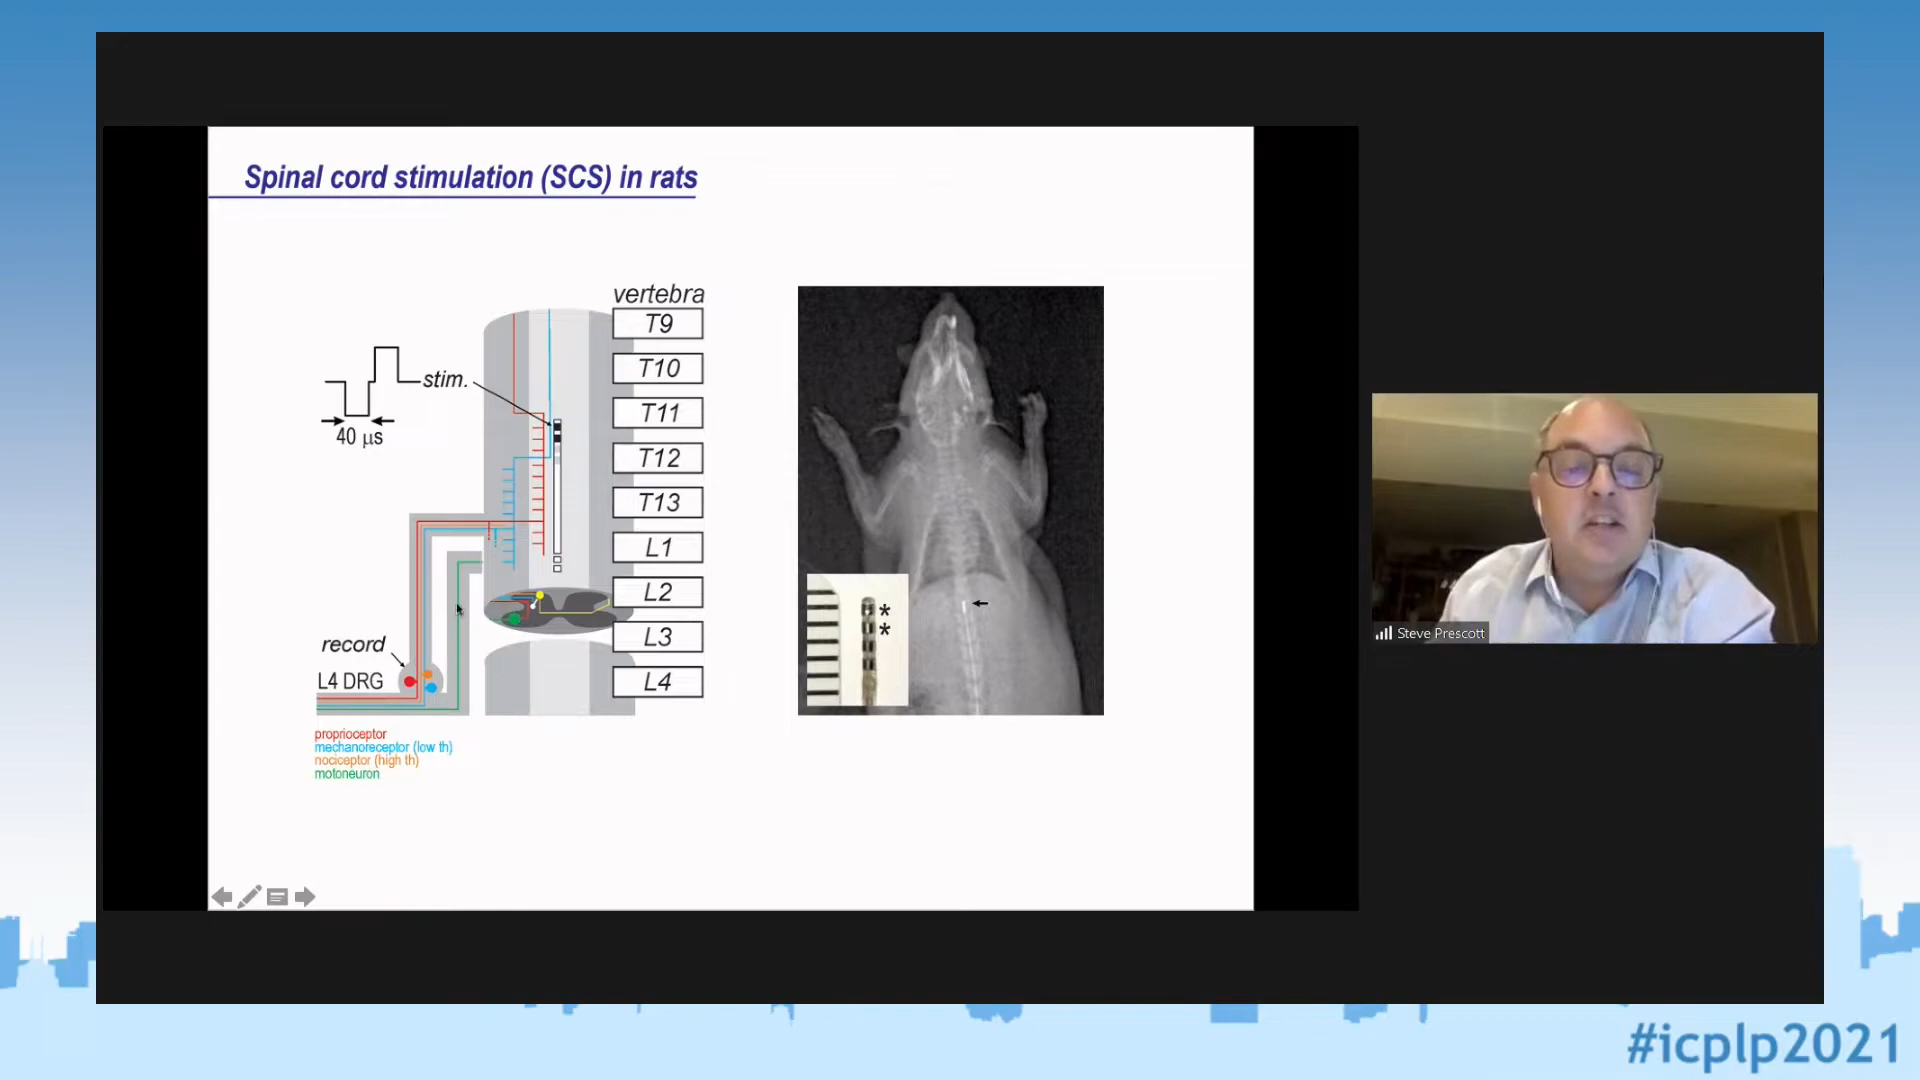 Spinal cord stimulation (SCS) in rats
vertebra
T9
T10
T11
T12
T13
L1
L2
L3
L4
stim.
40 µs
record
L4 DRG
proprioceptor
mechanoreceptor (low th)
nociceptor (high th)
motoneuron
*
*
Steve Prescott
#icplp2021